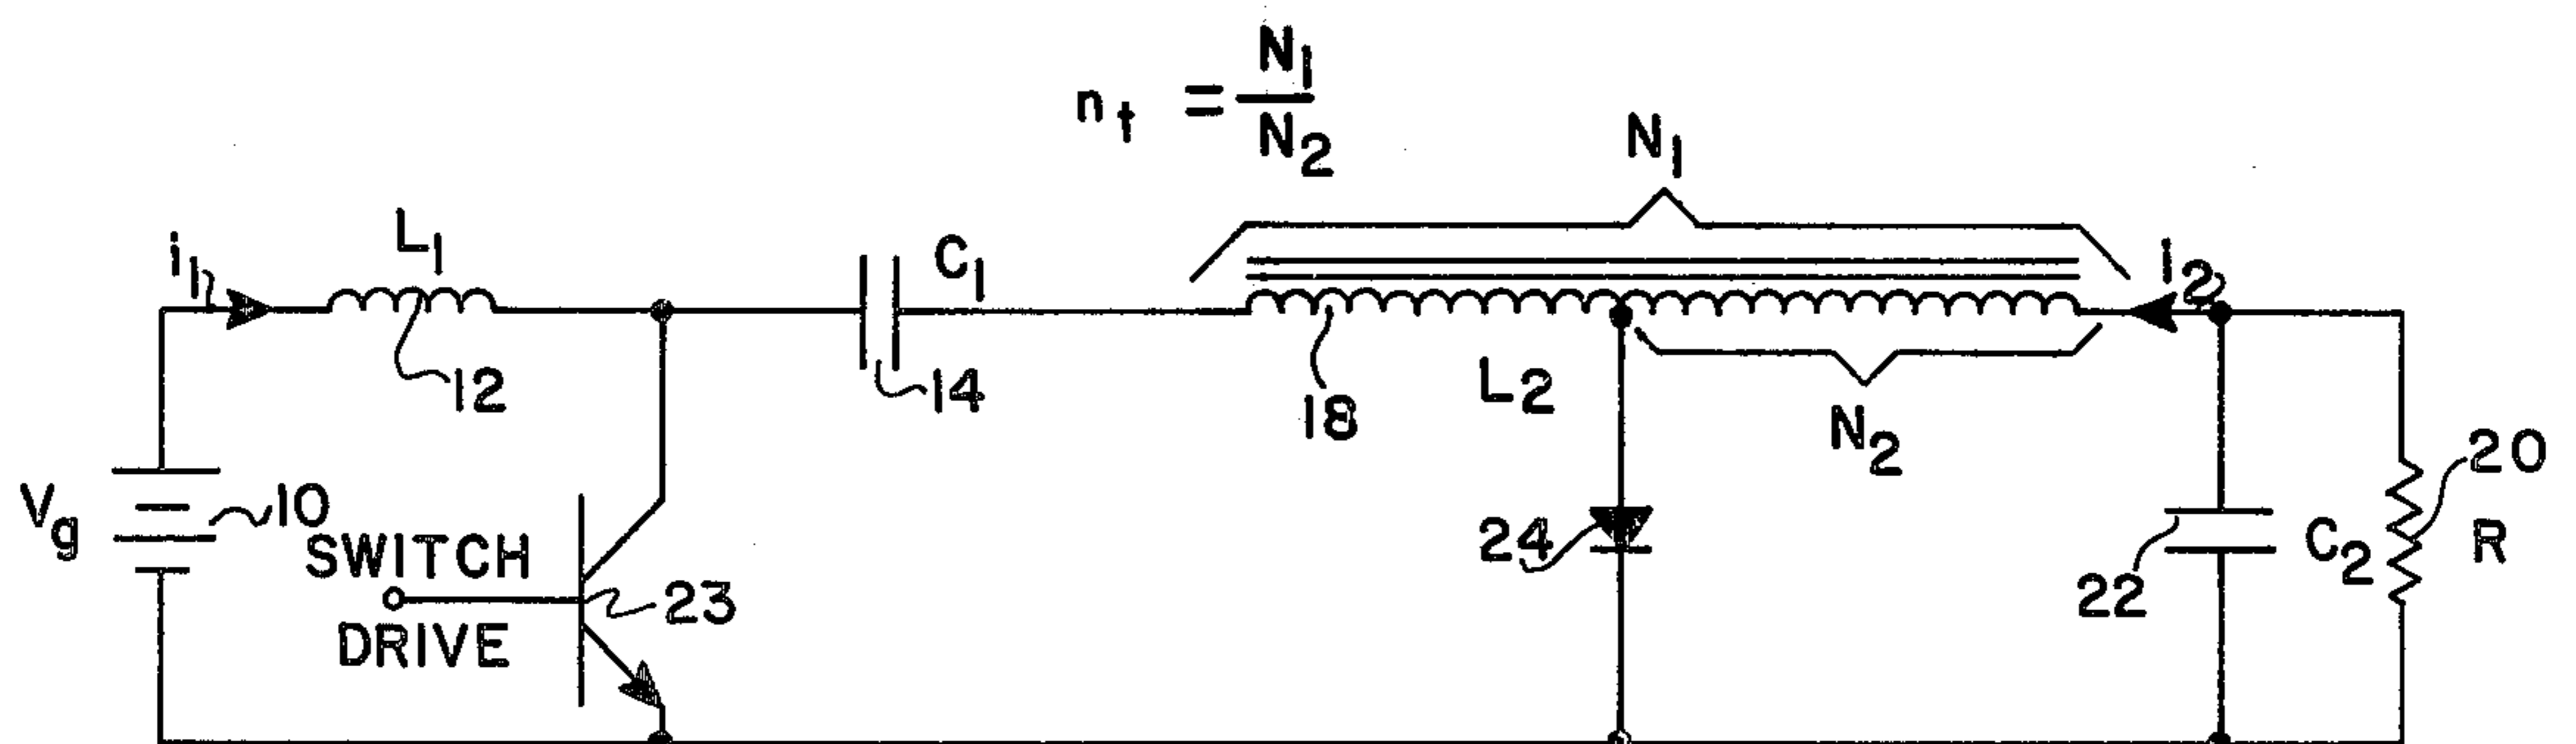 n_t = N_1 / N_2
N_1
i_1
L_1
C_1
i_2
12
14
18
L_2
N_2
20
V_g
10
SWITCH
DRIVE
23
24
22
C_2
R